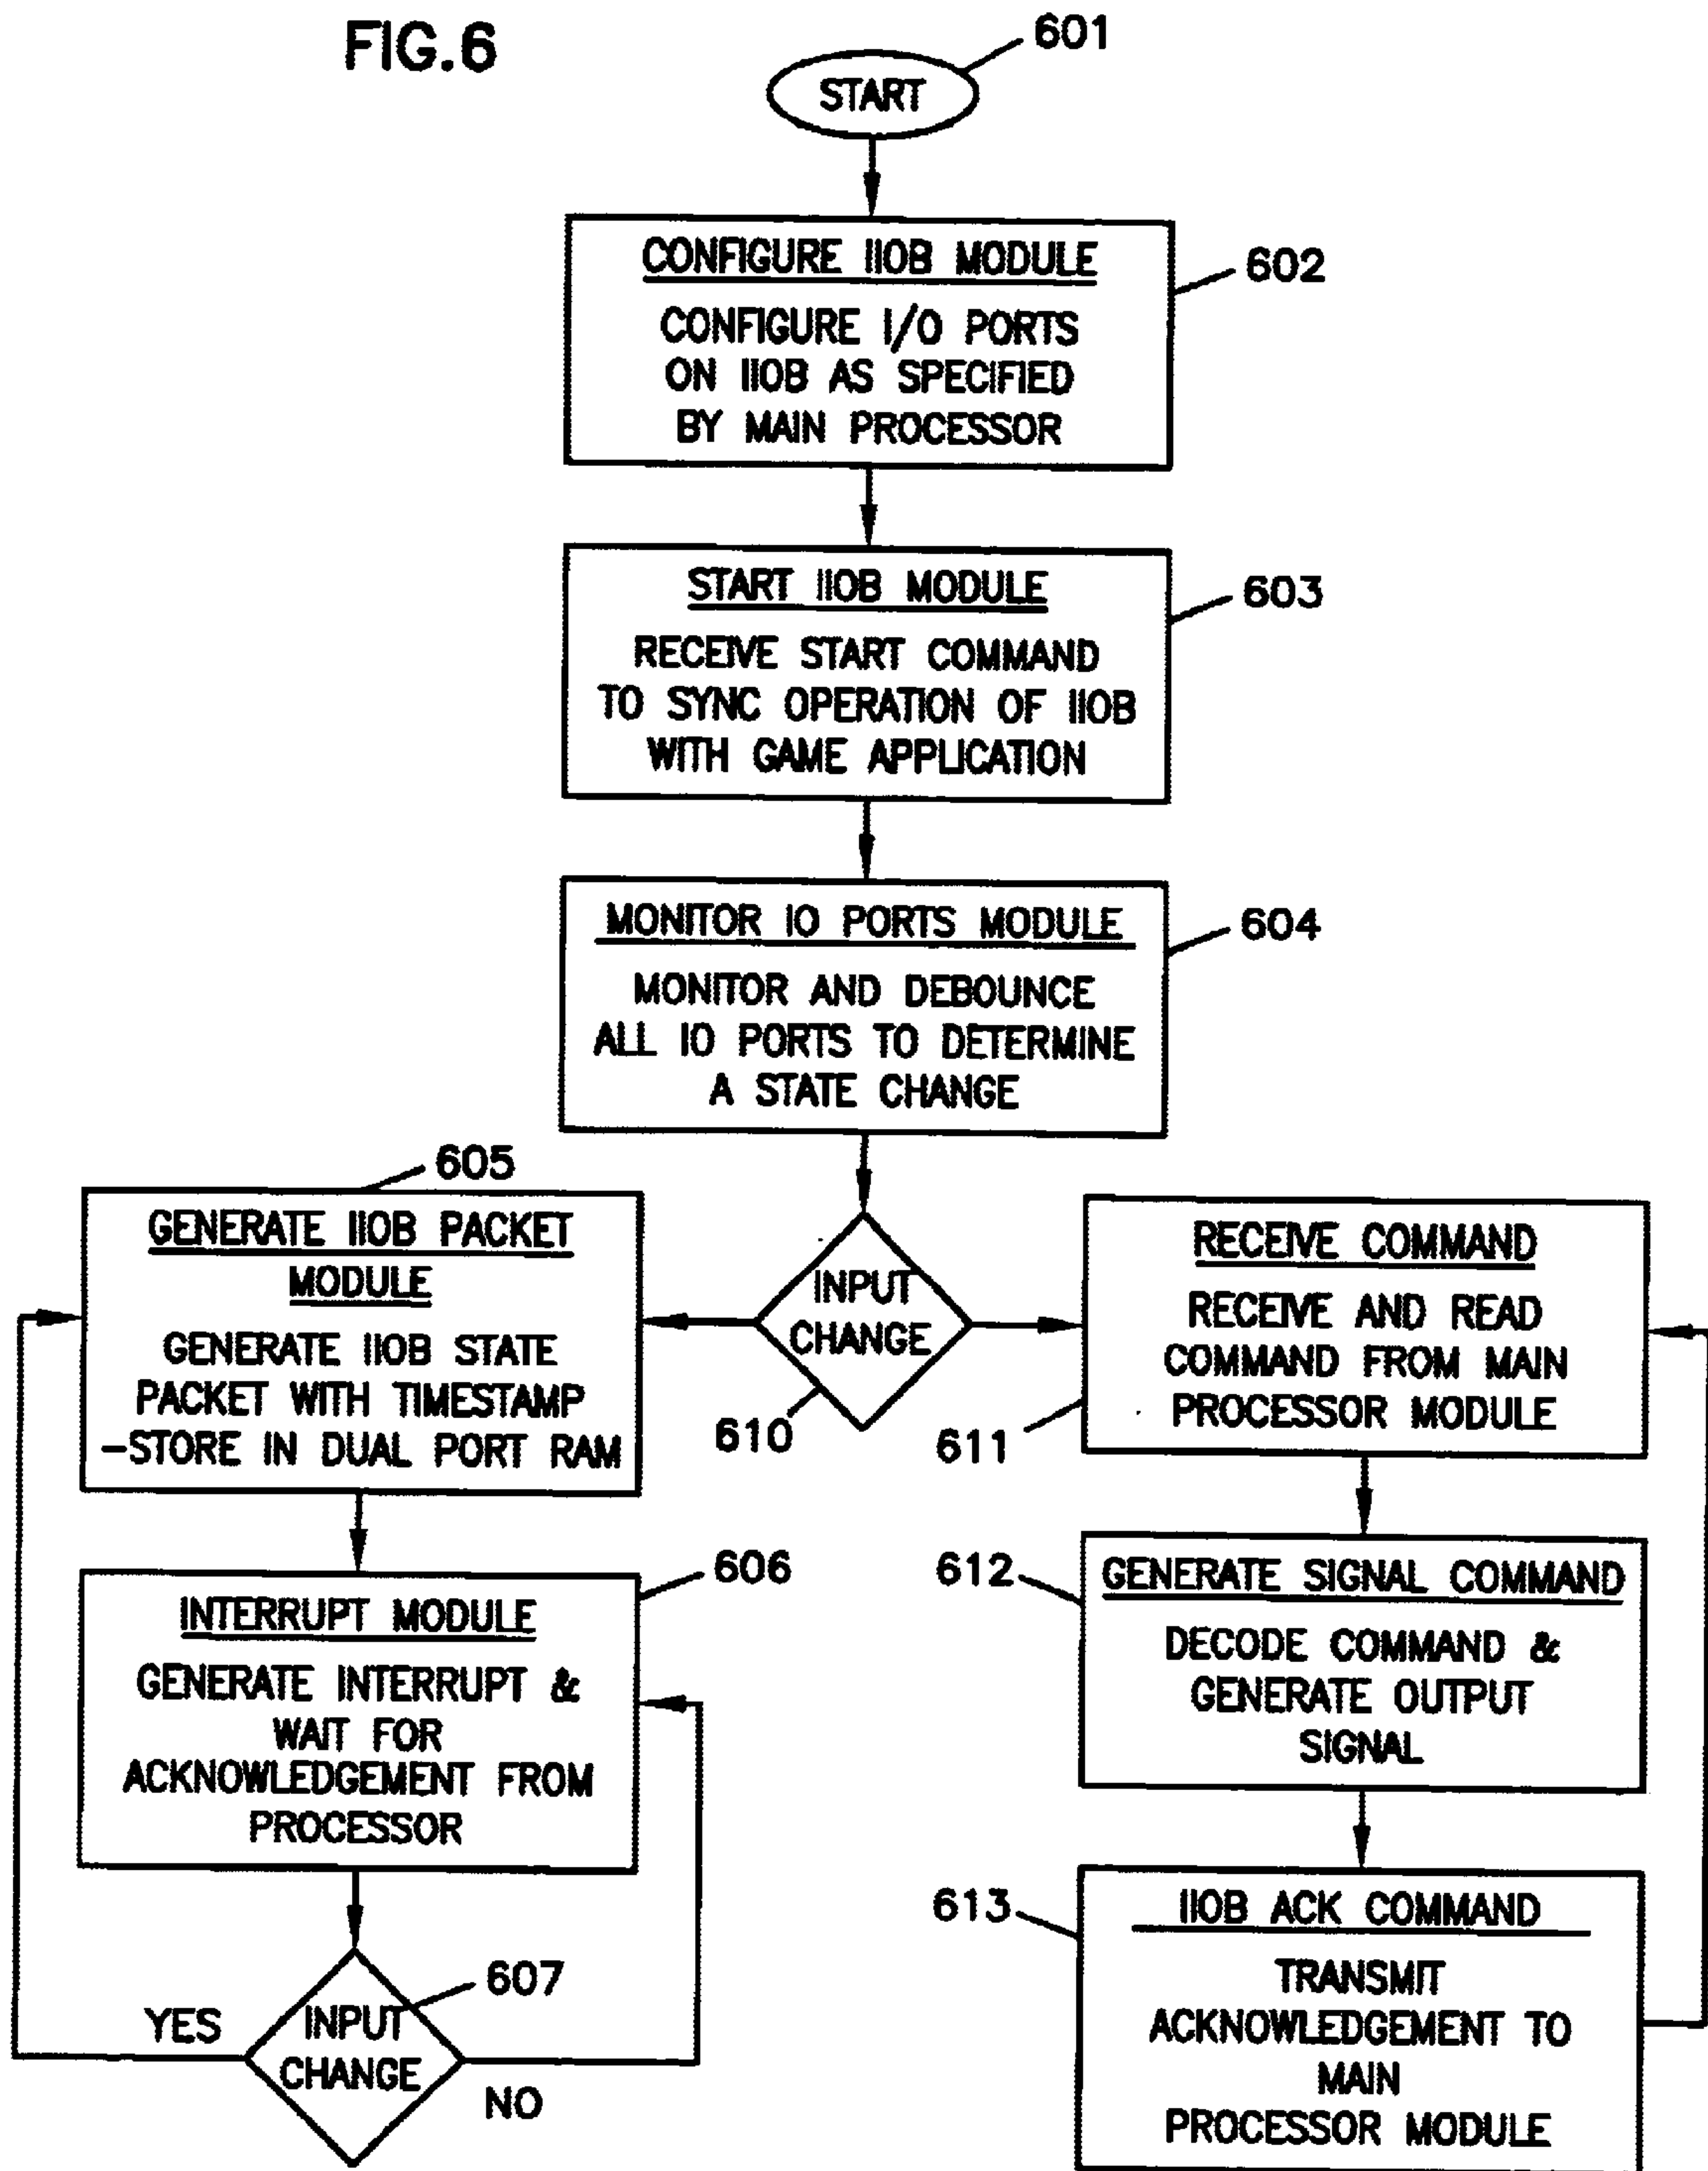 FIG.6
601
START
CONFIGURE IIOB MODULE
602
CONFIGURE I/O PORTS
ON IIOB AS SPECIFIED
BY MAIN PROCESSOR
START IIOB MODULE
603
RECEIVE START COMMAND
TO SYNC OPERATION OF IIOB
WITH GAME APPLICATION
MONITOR IO PORTS MODULE
604
MONITOR AND DEBOUNCE
ALL IO PORTS TO DETERMINE
A STATE CHANGE
605
GENERATE IIOB PACKET
MODULE
GENERATE IIOB STATE
PACKET WITH TIMESTAMP
-STORE IN DUAL PORT RAM
INPUT
CHANGE
610
RECEIVE COMMAND
RECEIVE AND READ
COMMAND FROM MAIN
PROCESSOR MODULE
611
606
INTERRUPT MODULE
GENERATE INTERRUPT &
WAIT FOR
ACKNOWLEDGEMENT FROM
PROCESSOR
612
GENERATE SIGNAL COMMAND
DECODE COMMAND &
GENERATE OUTPUT
SIGNAL
607
INPUT
CHANGE
YES
NO
613
IIOB ACK COMMAND
TRANSMIT
ACKNOWLEDGEMENT TO
MAIN
PROCESSOR MODULE